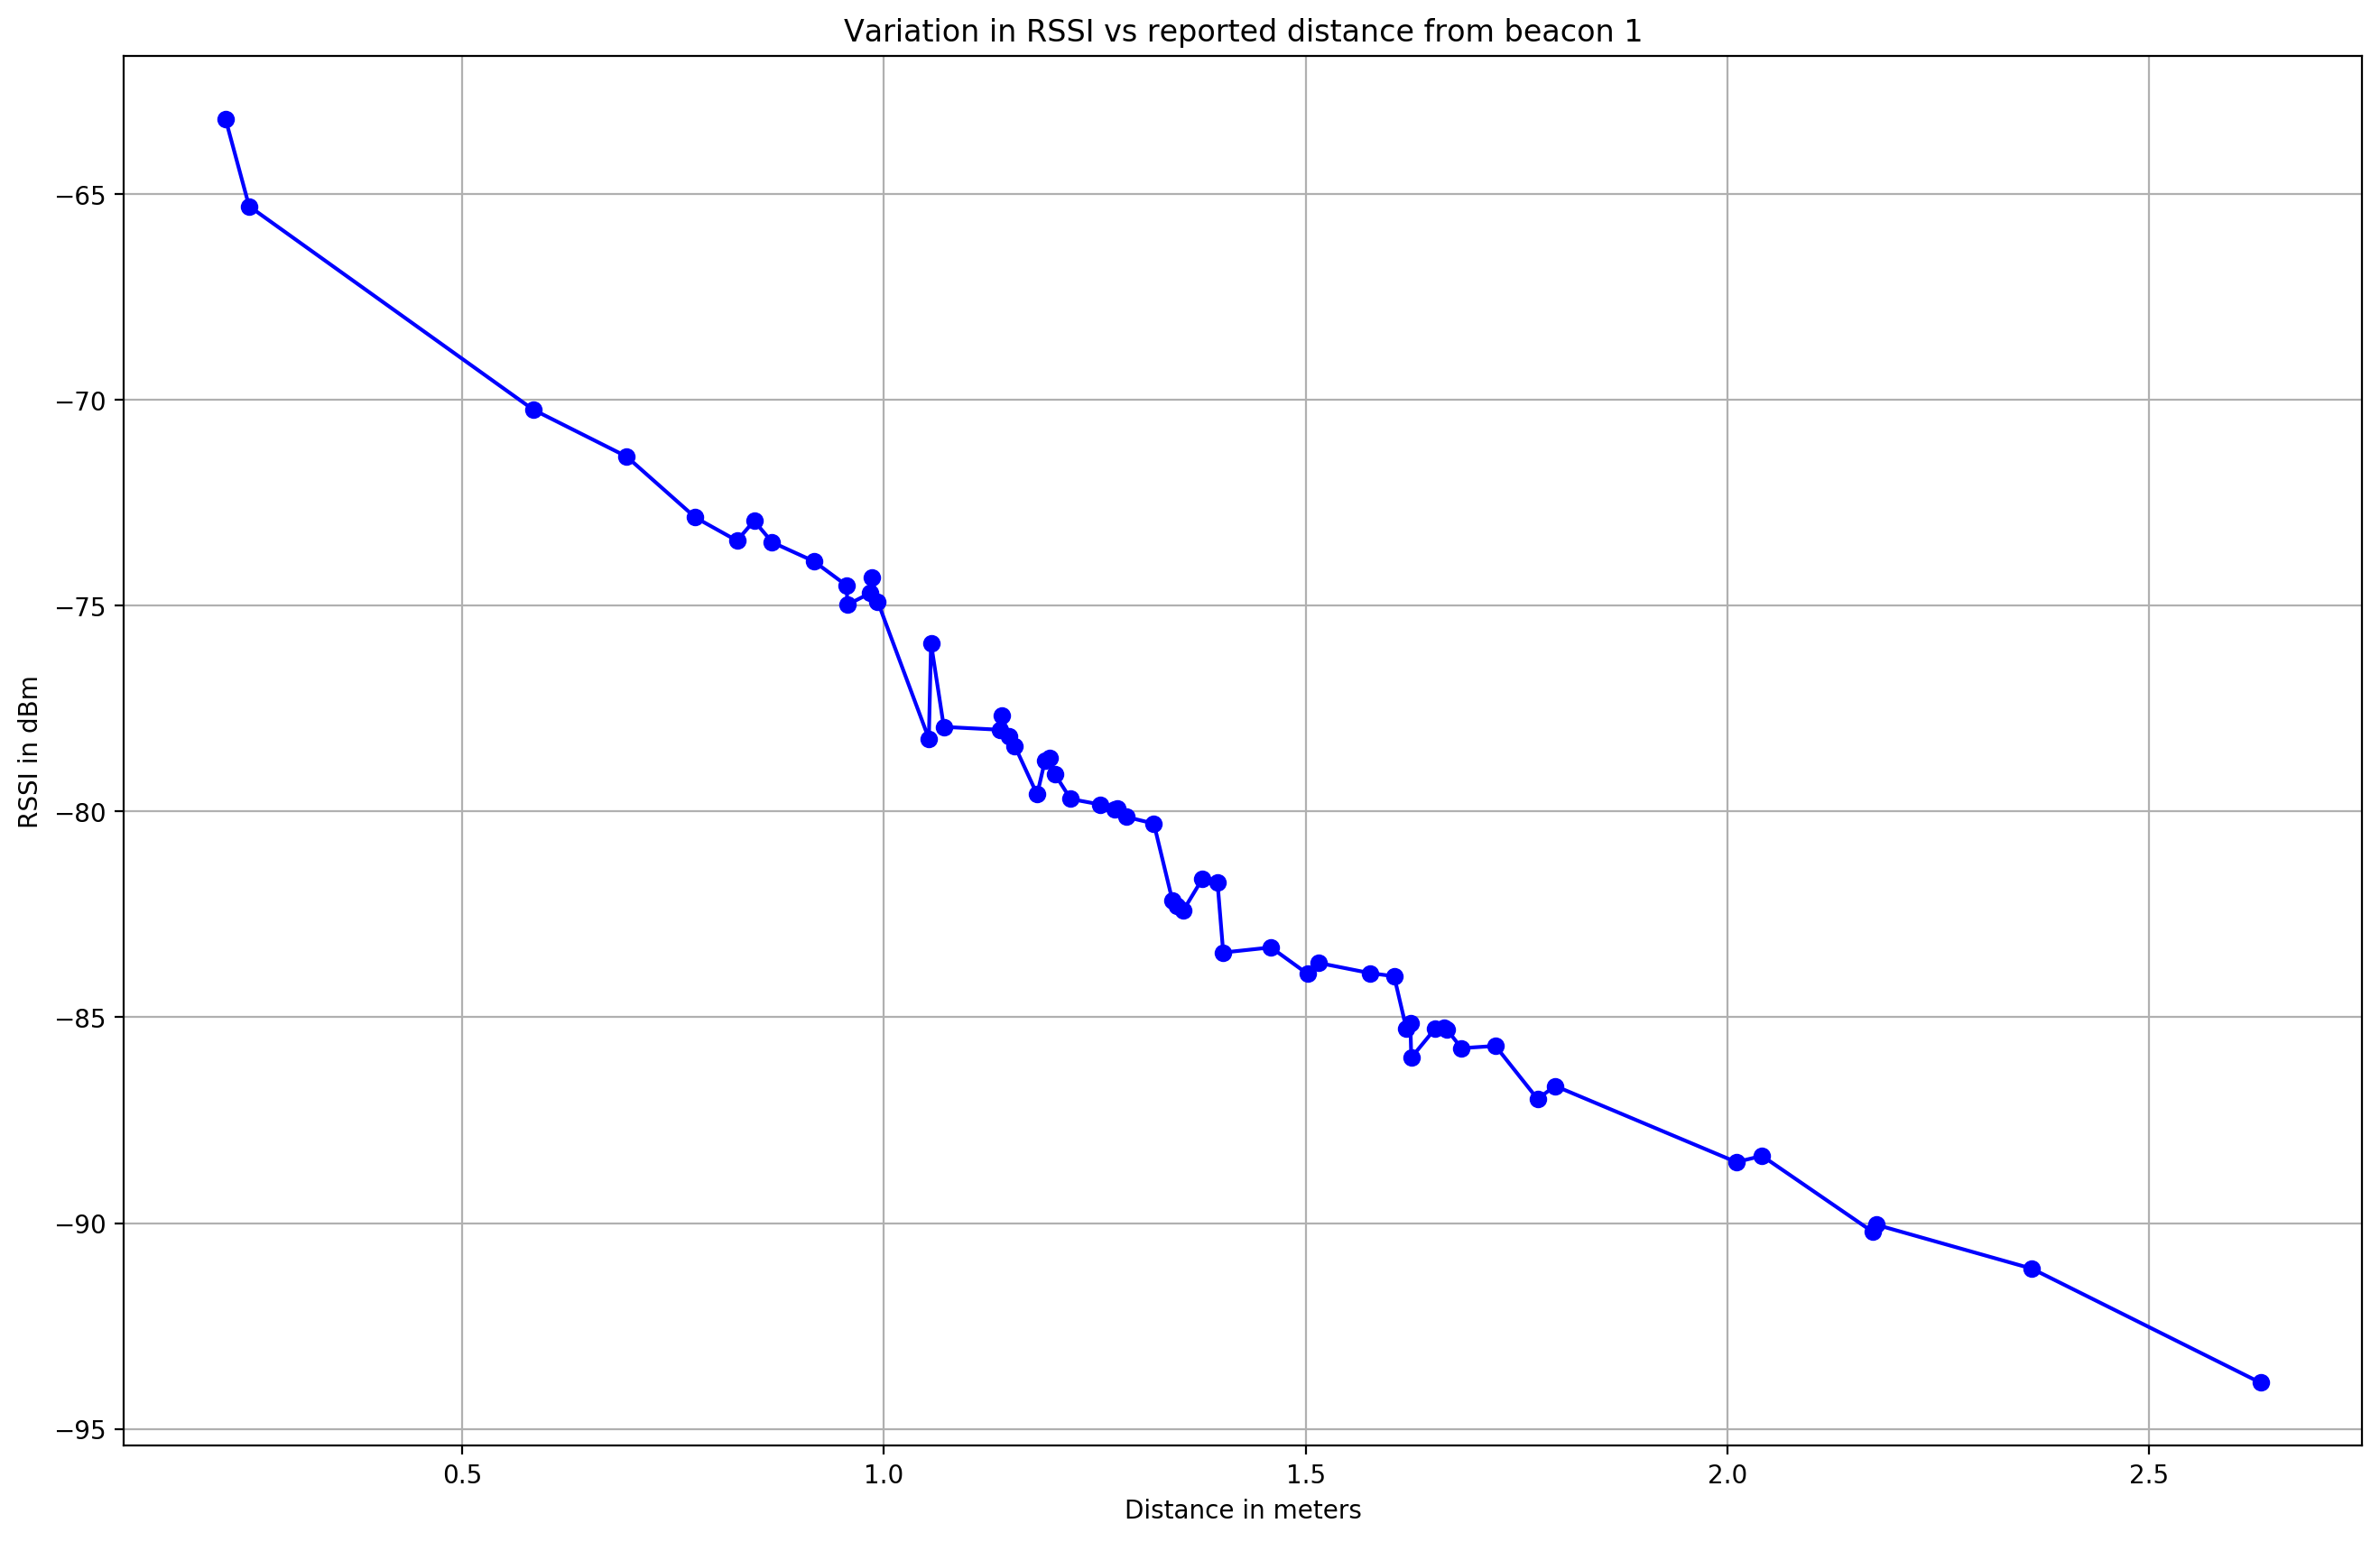 Variation in RSSI vs reported distance from beacon 1
RSSI in dBm
−65
−70
−75
−80
−85
−90
−95
0.5 1.0 1.5 2.0 2.5
Distance in meters